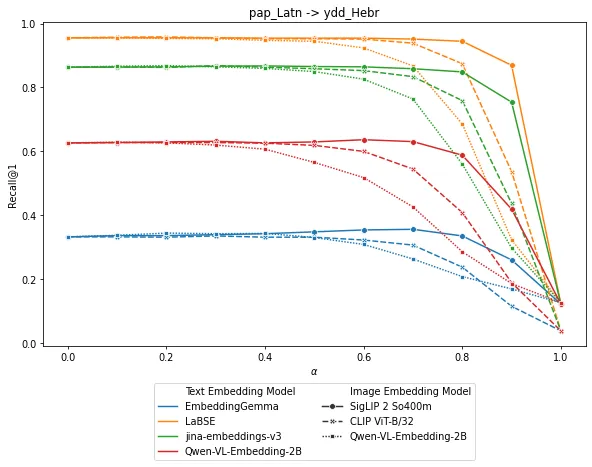 pap_Latn -> ydd_Hebr
Recall@1
1.0
0.8
0.6
0.4
0.2
0.0
0.0 0.2 0.4 0.6 0.8 1.0
α
Text Embedding Model
EmbeddingGemma
LaBSE
jina-embeddings-v3
Qwen-VL-Embedding-2B
Image Embedding Model
SigLIP 2 So400m
CLIP ViT-B/32
Qwen-VL-Embedding-2B